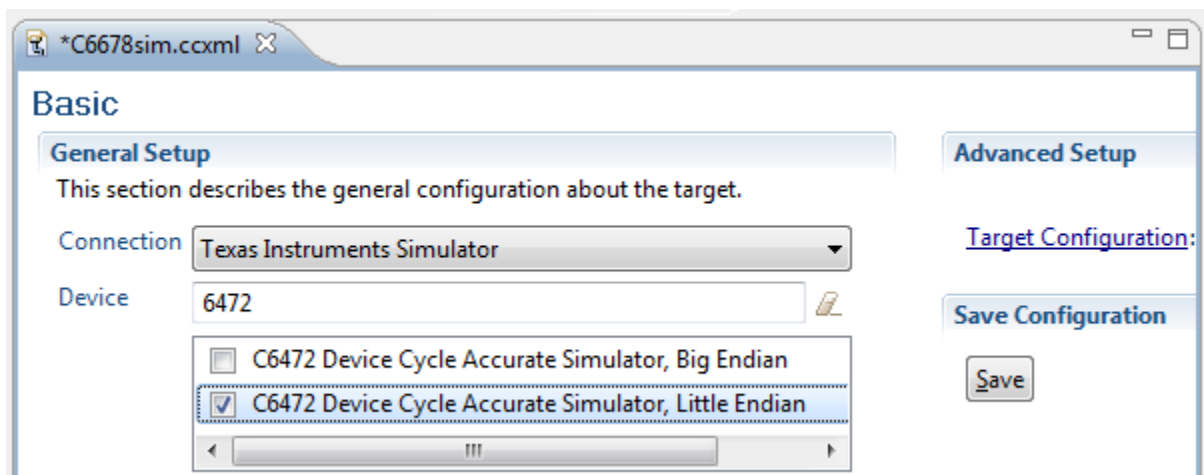 *C6678sim.ccxml
Basic
General Setup
This section describes the general configuration about the target.
Connection Texas Instruments Simulator
Device 6472
C6472 Device Cycle Accurate Simulator, Big Endian
C6472 Device Cycle Accurate Simulator, Little Endian
Advanced Setup
Target Configuration:
Save Configuration
Save